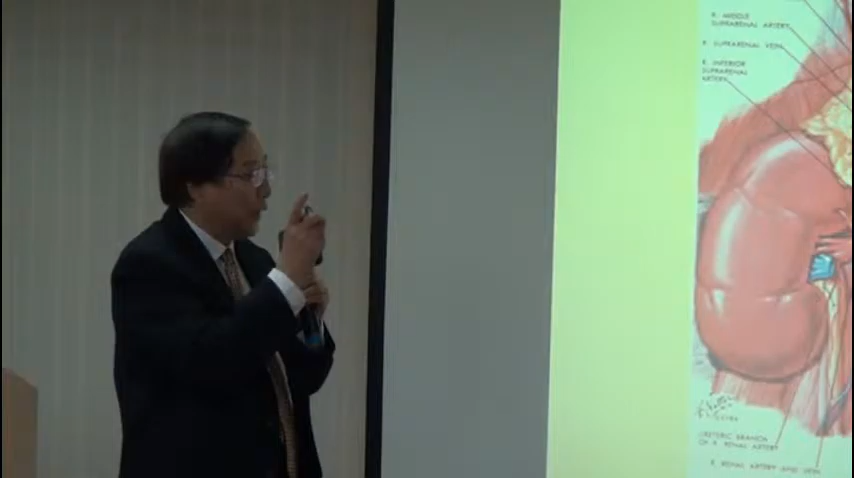 R. MIDDLE
SUPRARENAL ARTERY
R. SUPRARENAL VEIN
R. INFERIOR
SUPRARENAL
ARTERY
URETERIC BRANCH
OF R. RENAL ARTERY
R. RENAL ARTERY AND VEIN